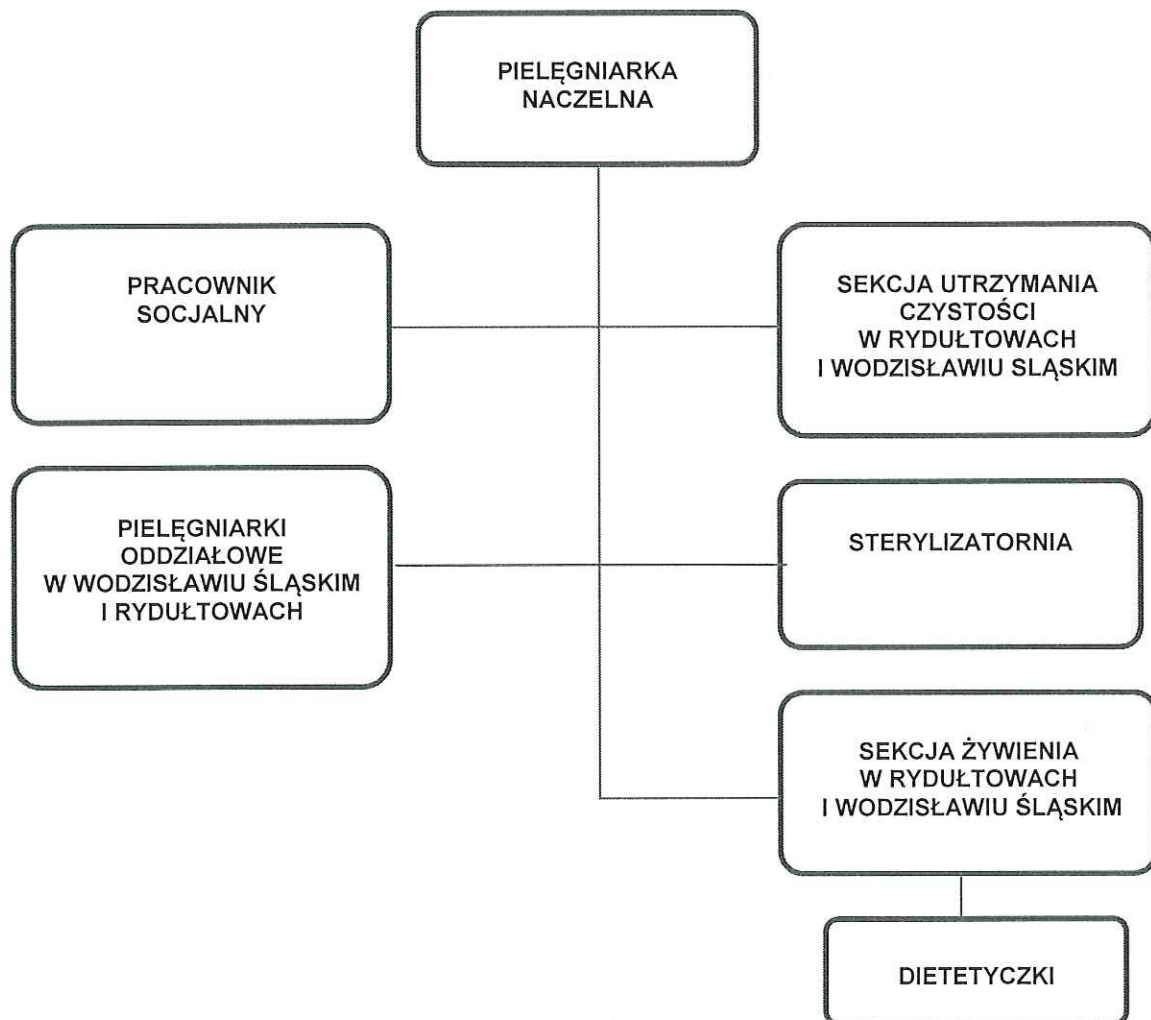 PIELĘGNIARKA
NACZELNA
PRACOWNIK
SOCJALNY
SEKCJA UTRZYMANIA
CZYSTOŚCI
W RYDUŁTOWACH
I WODZISŁAWIU SLĄSKIM
PIELĘGNIARKI
ODDZIAŁOWE
W WODZISŁAWIU ŚLĄSKIM
I RYDUŁTOWACH
STERYLIZATORNIA
SEKCJA ŻYWIENIA
W RYDUŁTOWACH
I WODZISŁAWIU ŚLĄSKIM
DIETETYCZKI